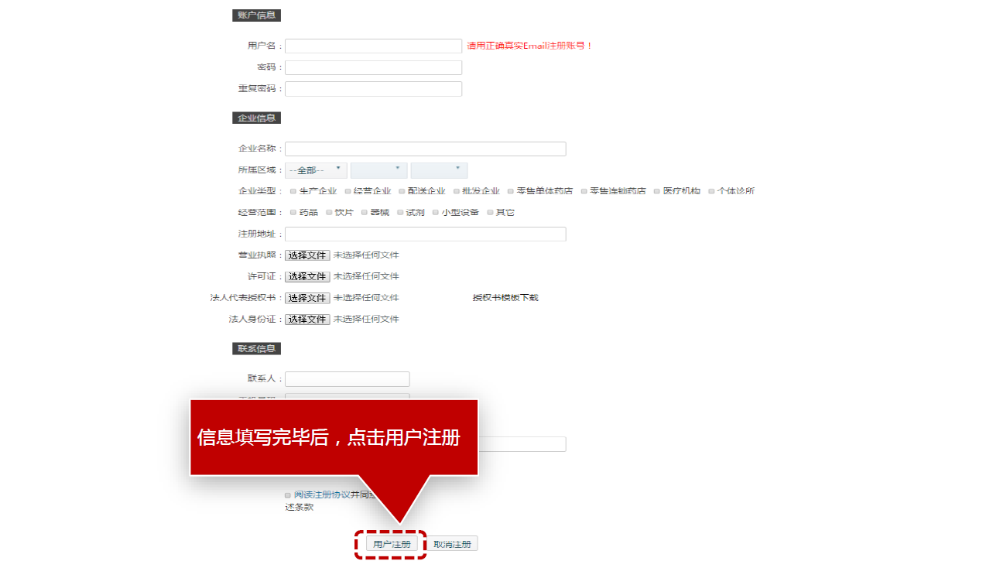 账户信息
用户名： 请用正确真实Email注册账号！
密码：
重复密码：
企业信息
企业名称：
所属区域： --全部--
企业类型： 生产企业 经营企业 配送企业 批发企业 零售单体药店 零售连锁药店 医疗机构 个体诊所
经营范围： 药品 饮片 器械 试剂 小型设备 其它
注册地址：
营业执照： 选择文件 未选择任何文件
许可证： 选择文件 未选择任何文件
法人代表授权书： 选择文件 未选择任何文件 授权书模板下载
法人身份证： 选择文件 未选择任何文件
联系信息
联系人：
信息填写完毕后，点击用户注册
阅读注册协议并同意
述条款
用户注册 取消注册